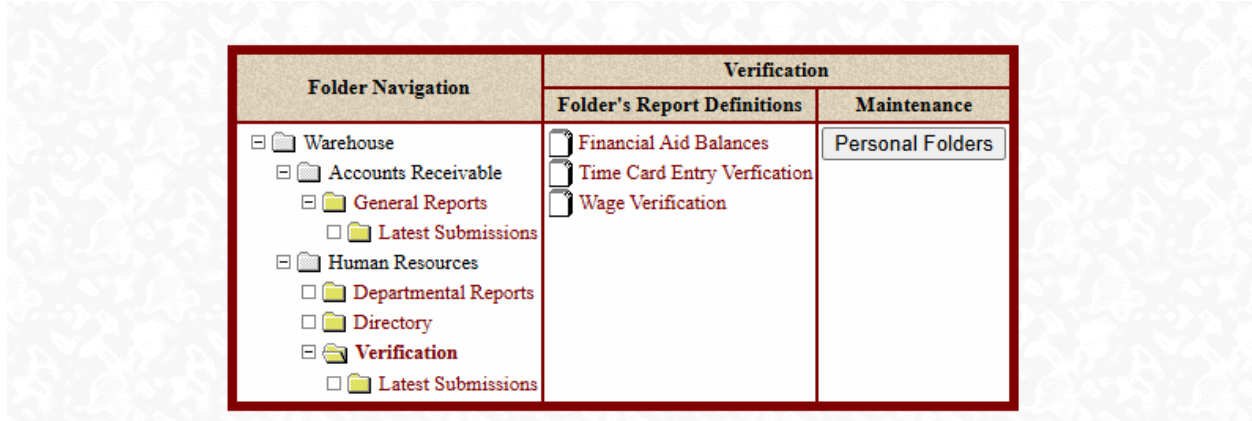 Folder Navigation
Verification
Folder's Report Definitions
Maintenance
Warehouse
Accounts Receivable
General Reports
Latest Submissions
Human Resources
Departmental Reports
Directory
Verification
Latest Submissions
Financial Aid Balances
Time Card Entry Verfication
Wage Verification
Personal Folders